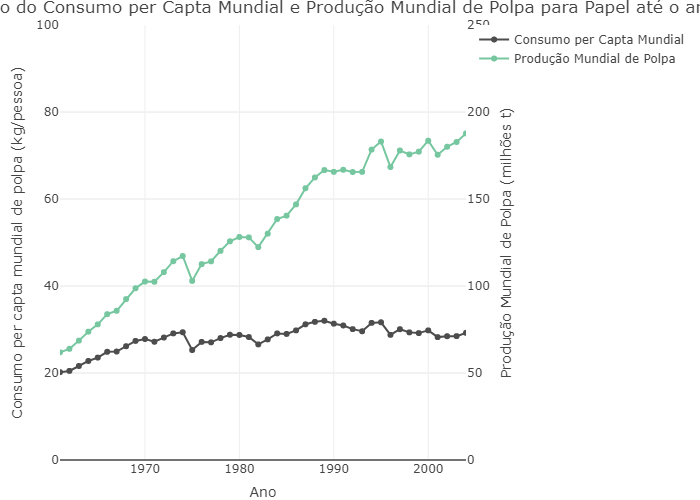 o do Consumo per Capta Mundial e Produção Mundial de Polpa para Papel até o
Consumo per Capta Mundial
Produção Mundial de Polpa
100
80
60
40
20
0
Consumo per capta mundial de polpa (kg/pessoa)
250
200
150
100
50
0
Produção Mundial de Polpa (milhões t)
1970
1980
1990
2000
Ano